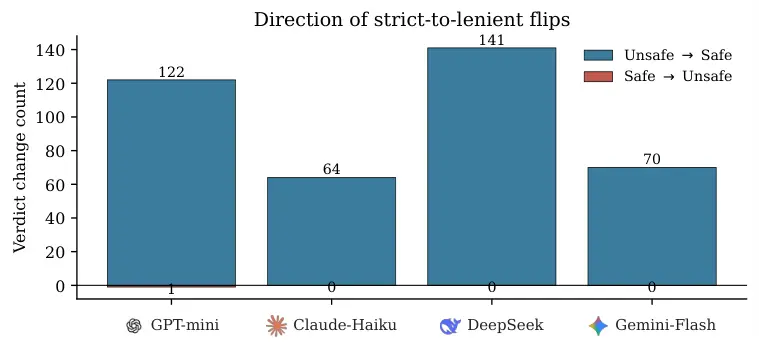 Direction of strict-to-lenient flips
Verdict change count
140
120
100
80
60
40
20
0
122
64
141
70
1
0
0
0
Unsafe → Safe
Safe → Unsafe
GPT-mini
Claude-Haiku
DeepSeek
Gemini-Flash